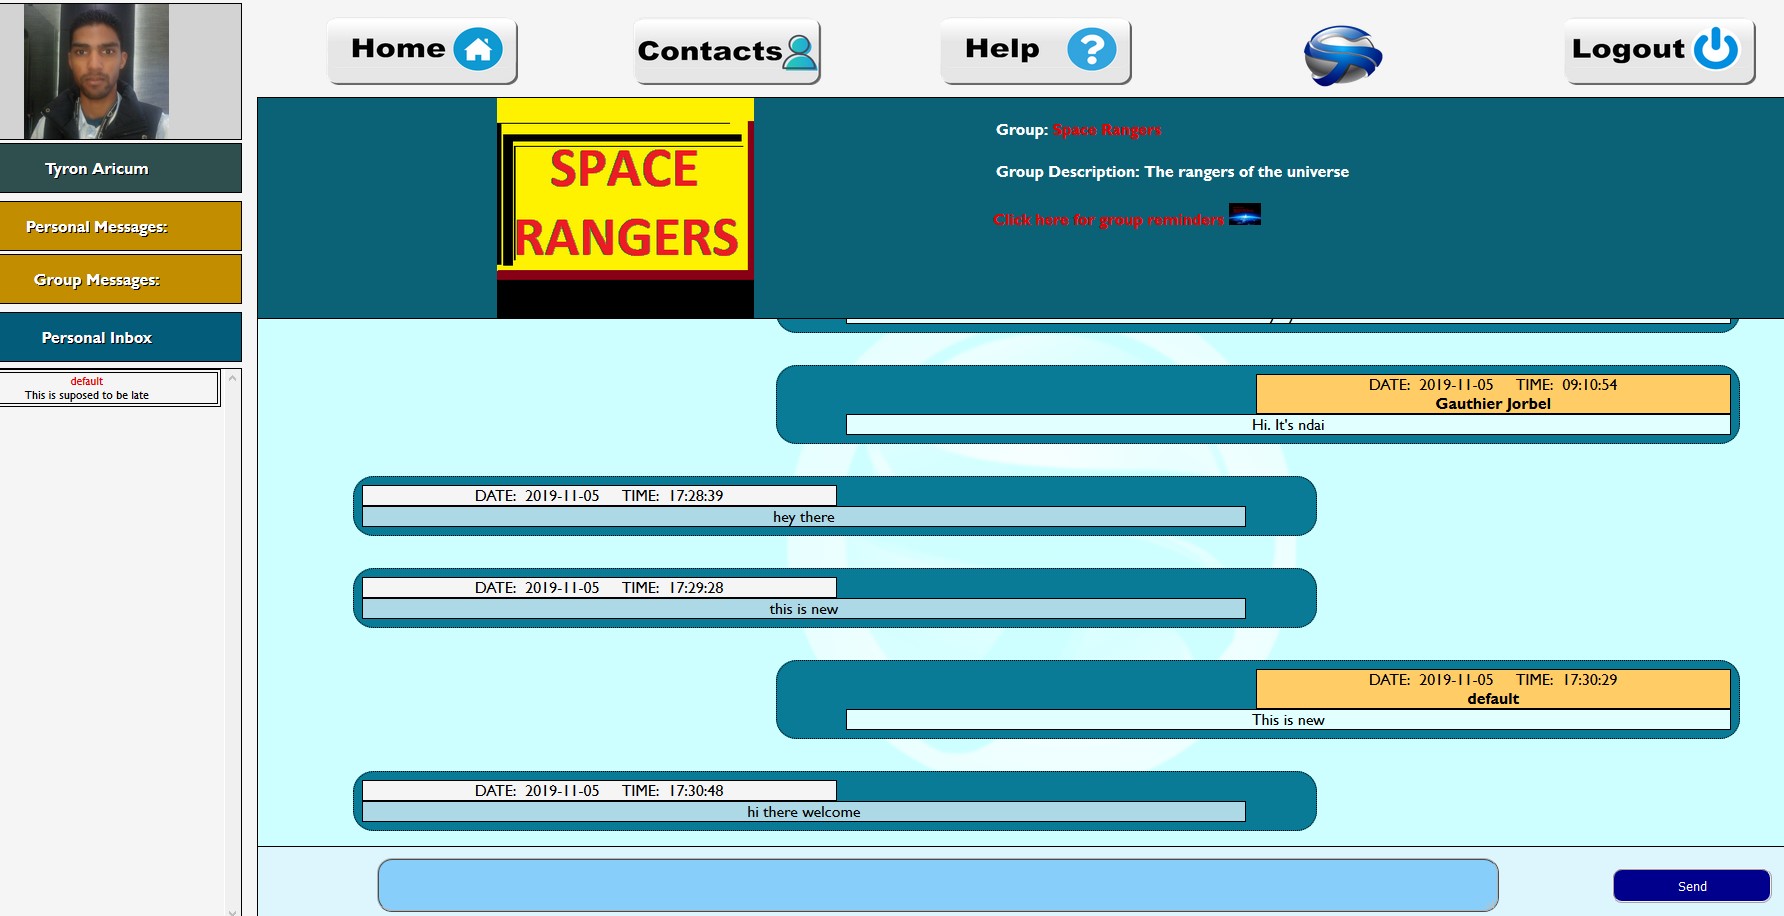 Home
Contacts
Help
?
Logout
Tyron Aricum
Personal Messages:
Group Messages:
Personal Inbox
default
This is suposed to be late
SPACE
RANGERS
Group: Space Rangers
Group Description: The rangers of the universe
Click here for group reminders
DATE: 2019-11-05 TIME: 09:10:54
Gauthier Jorbel
Hi. It's ndai
DATE: 2019-11-05 TIME: 17:28:39
hey there
DATE: 2019-11-05 TIME: 17:29:28
this is new
DATE: 2019-11-05 TIME: 17:30:29
default
This is new
DATE: 2019-11-05 TIME: 17:30:48
hi there welcome
Send